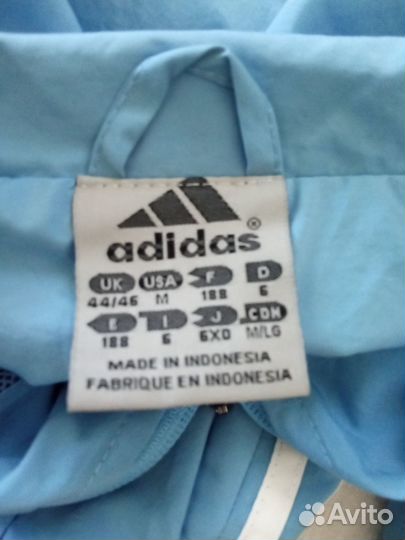 adidas®
UK USA F D
44/46 M 188 6
E I J CDN
188 6 6XO M/LG
MADE IN INDONESIA
FABRIQUE EN INDONESIA
Avito